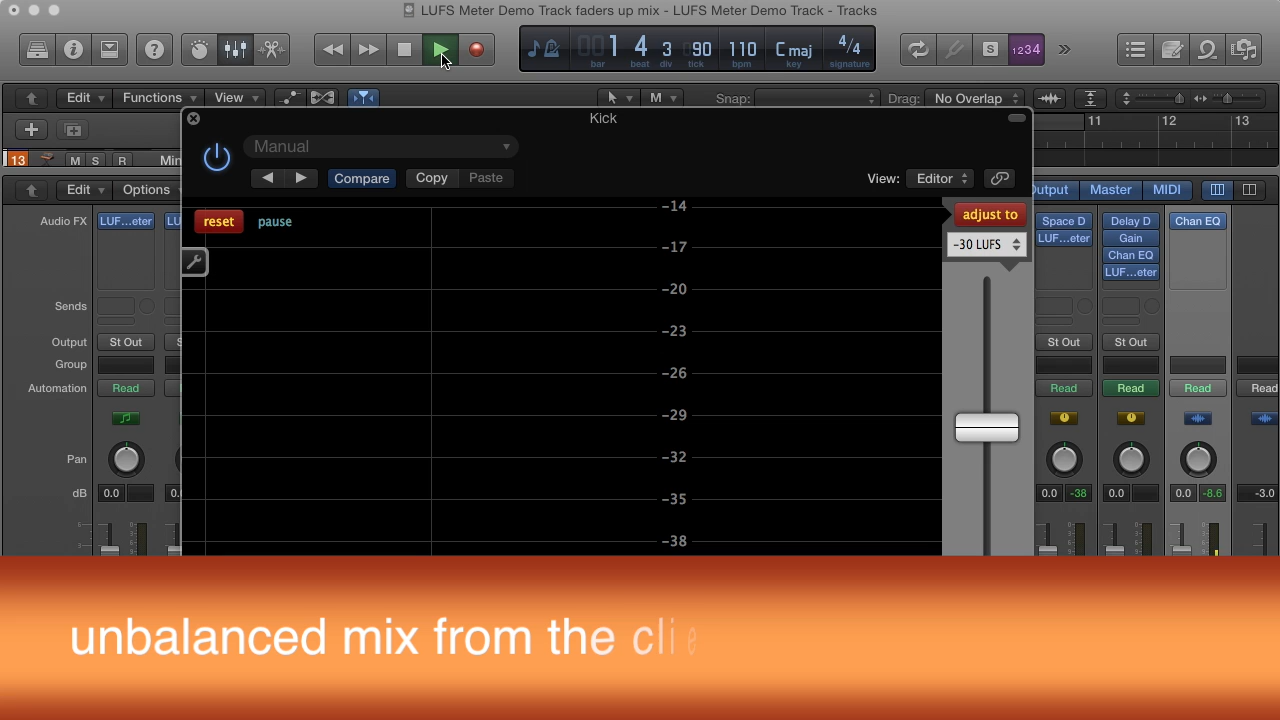 LUFS Meter Demo Track faders up mix - LUFS Meter Demo Track - Tracks
001 4 3 90 110 C maj 4/4
bar beat div tick bpm key signature
S 1234
Edit Functions View M Snap: Drag: No Overlap
Kick
11 12 13
13 M S R Min
Manual
Compare Copy Paste View: Editor
Edit Options Output Master MIDI
reset pause
adjust to
-30 LUFS
-14
-17
-20
-23
-26
-29
-32
-35
-38
Audio FX LUF...eter LU Space D Delay D Chan EQ
LUF...eter Gain
Chan EQ
LUF...eter
Sends
Output St Out S St Out St Out
Group
Automation Read Read Read Read Read
Pan
dB 0.0 0. 0.0 -38 0.0 0.0 -8.6 -3.0
unbalanced mix from the clie